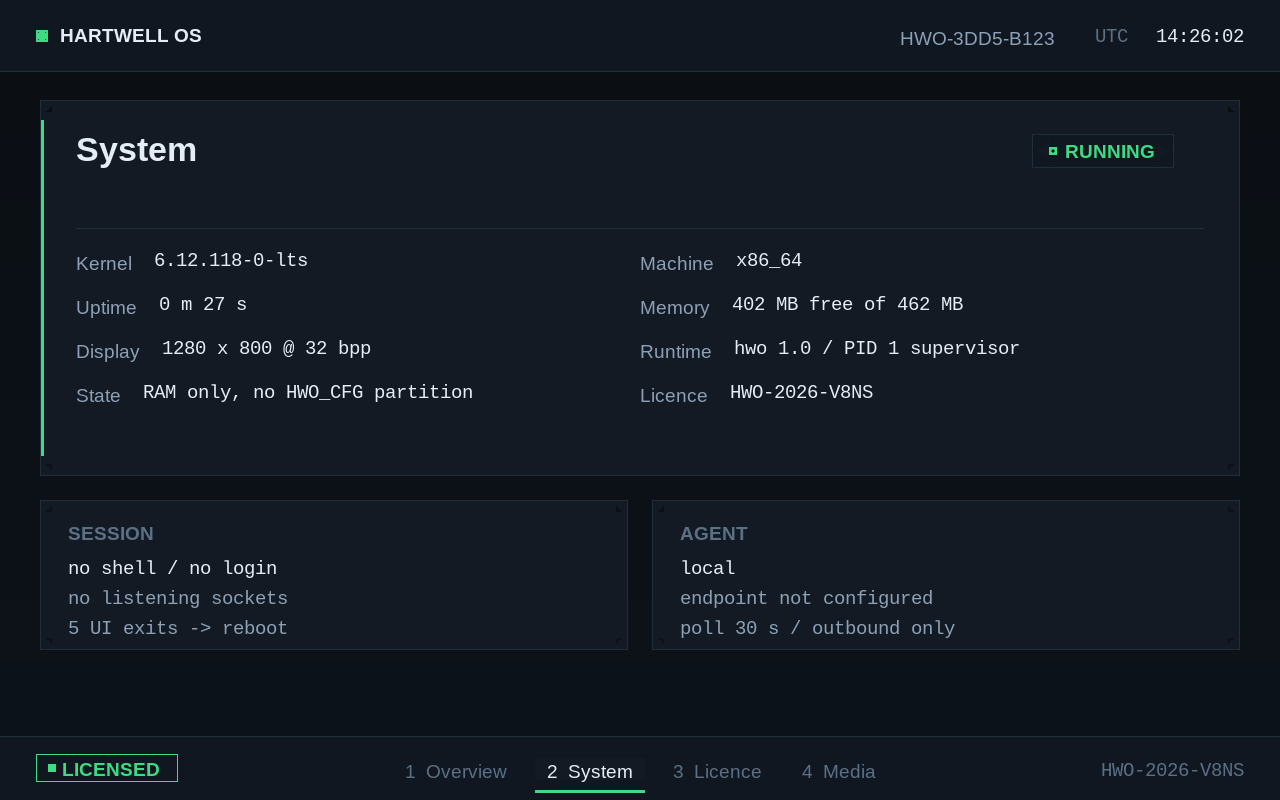 HARTWELL OS HWO-3DD5-B123 UTC 14:26:02
System RUNNING
Kernel 6.12.118-0-lts Machine x86_64
Uptime 0 m 27 s Memory 402 MB free of 462 MB
Display 1280 x 800 @ 32 bpp Runtime hwo 1.0 / PID 1 supervisor
State RAM only, no HWO_CFG partition Licence HWO-2026-V8NS
SESSION
no shell / no login
no listening sockets
5 UI exits -> reboot
AGENT
local
endpoint not configured
poll 30 s / outbound only
LICENSED 1 Overview 2 System 3 Licence 4 Media HWO-2026-V8NS